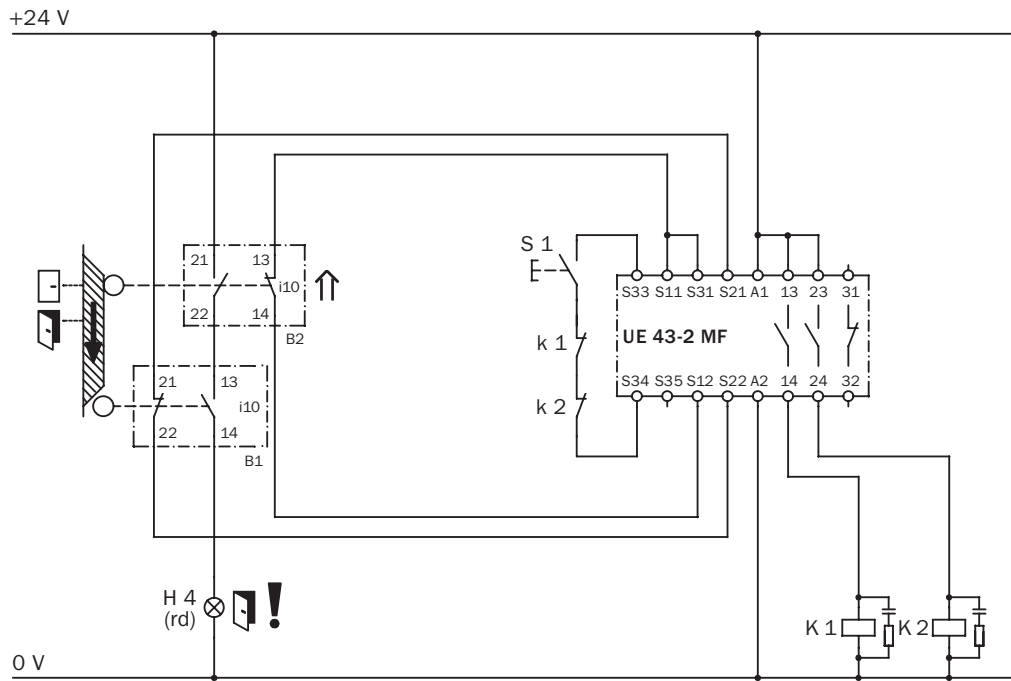 +24 V
21 13
i10
22 14
B2
21 13
i10
22 14
B1
S 1
k 1
k 2
S33 S11 S31 S21 A1 13 23 31
UE 43-2 MF
S34 S35 S12 S22 A2 14 24 32
H 4
(rd)
!
K 1
K 2
0 V